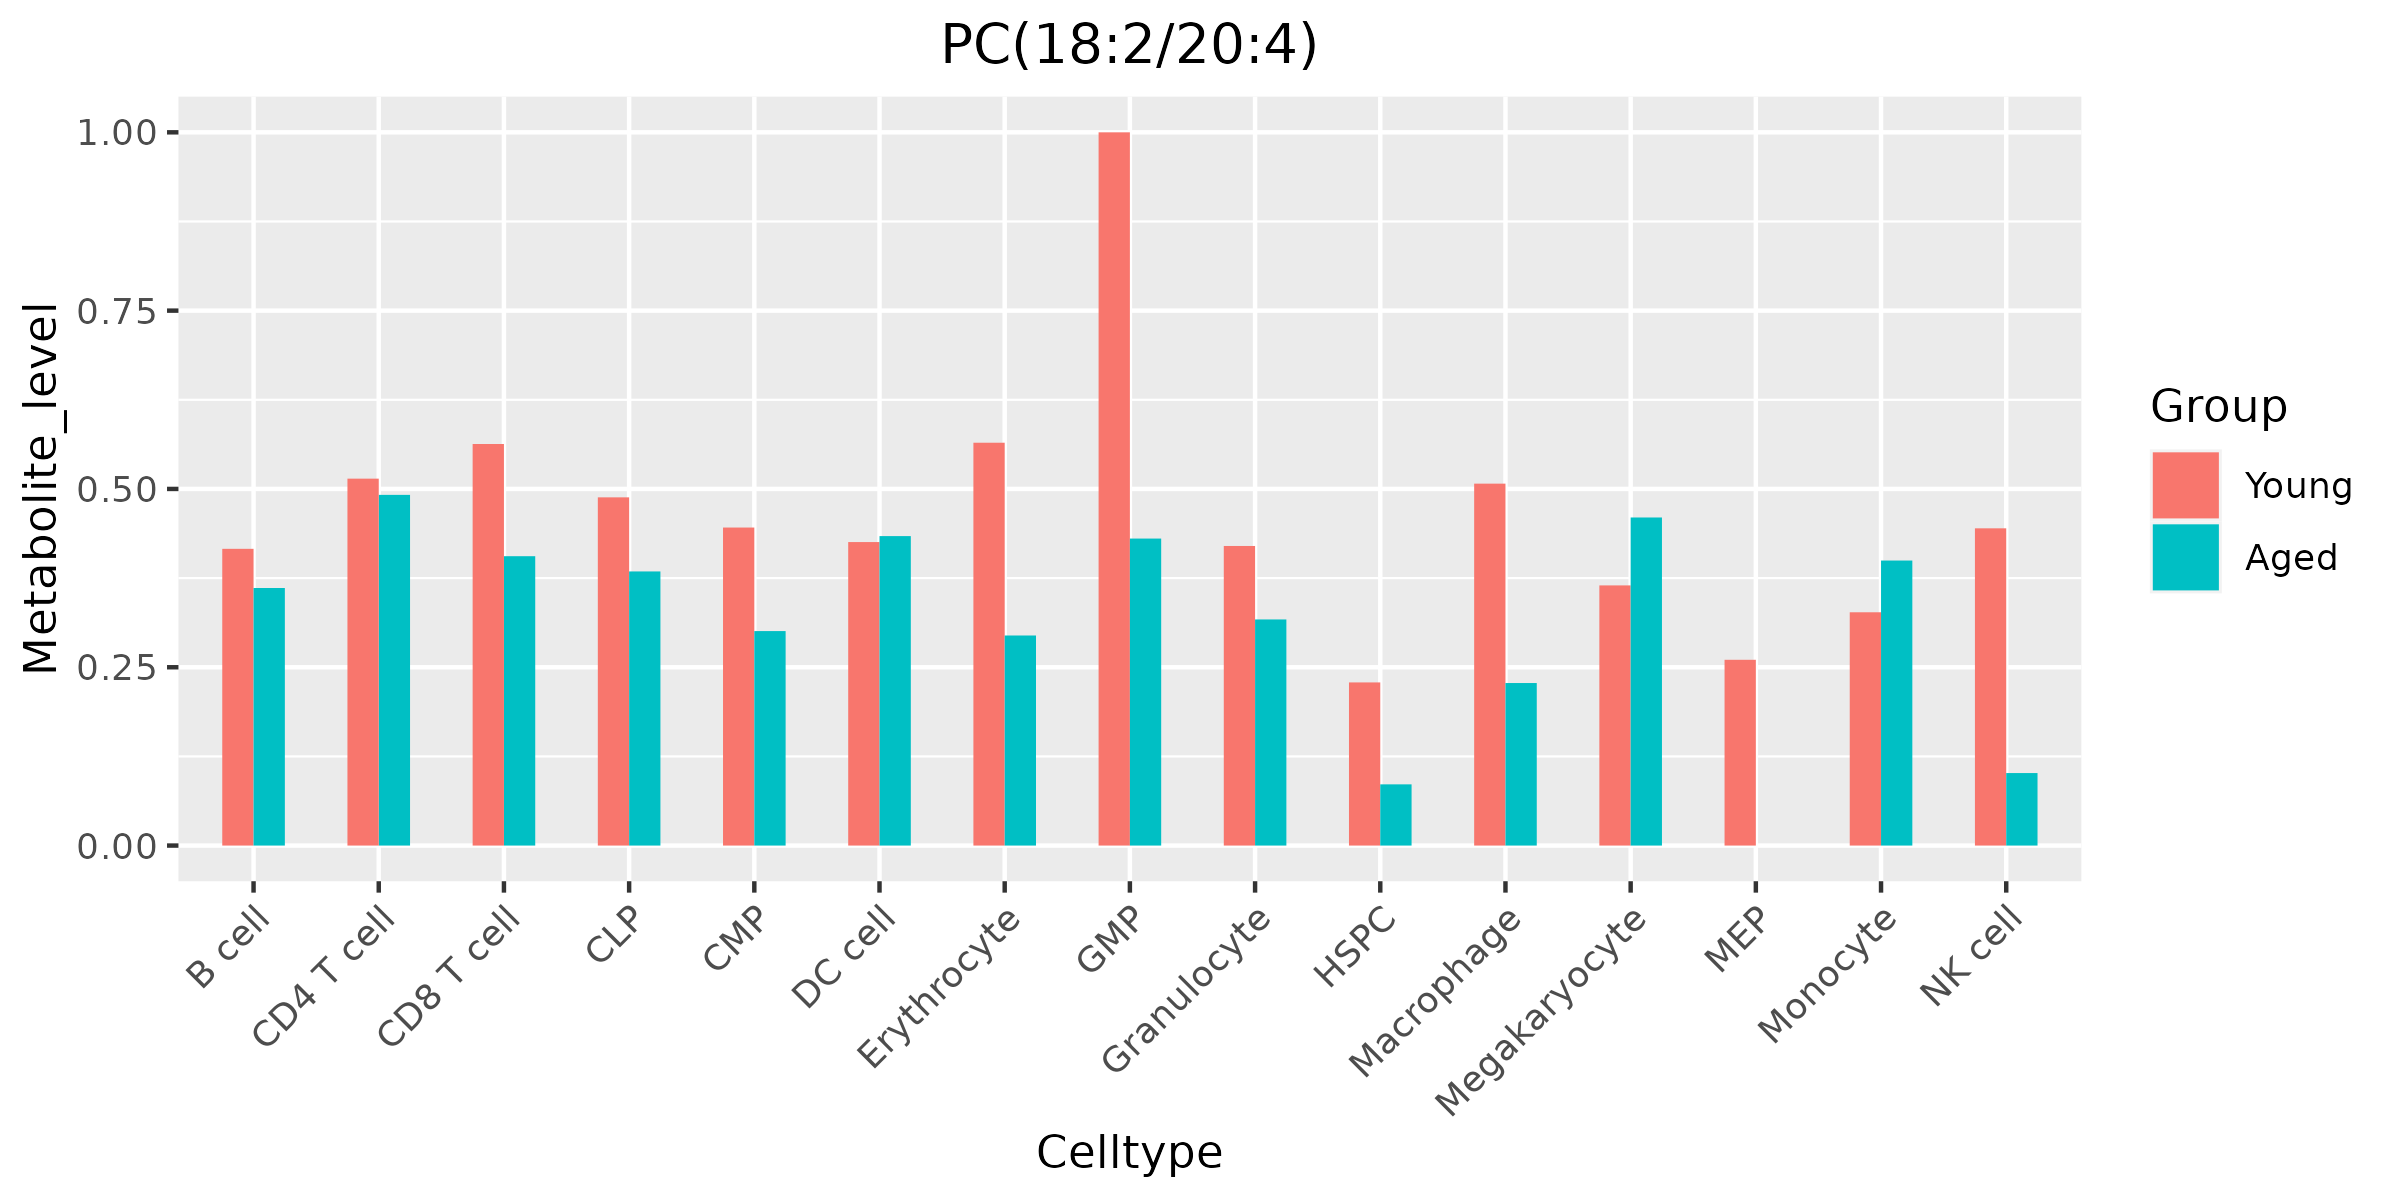 PC(18:2/20:4)
Metabolite_level
1.00
0.75
0.50
0.25
0.00
B cell
CD4 T cell
CD8 T cell
CLP
CMP
DC cell
Erythrocyte
GMP
Granulocyte
HSPC
Macrophage
Megakaryocyte
MEP
Monocyte
NK cell
Celltype
Group
Young
Aged